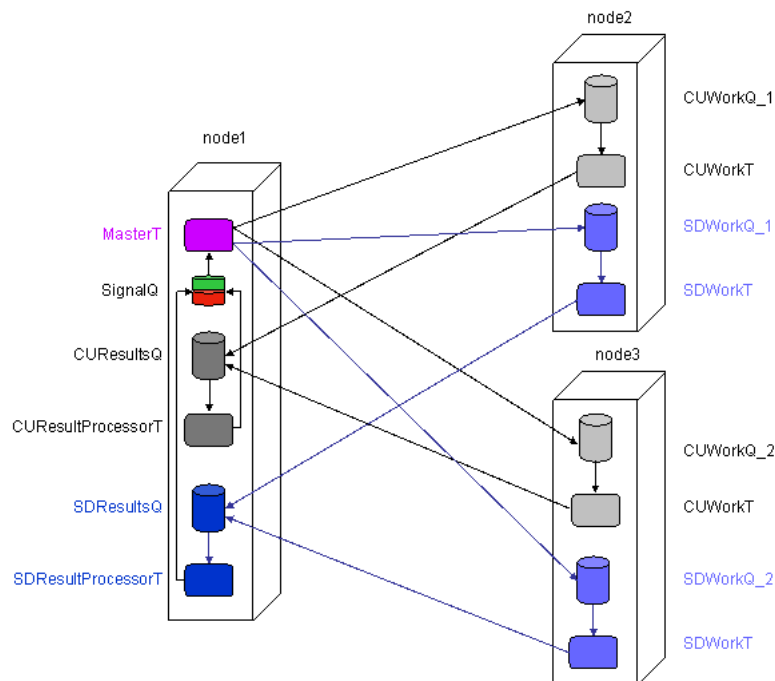 node2
CUWorkQ_1
node1
CUWorkT
MasterT
SDWorkQ_1
SignalQ
SDWorkT
CUResultsQ
node3
CUResultProcessorT
CUWorkQ_2
SDResultsQ
CUWorkT
SDResultProcessorT
SDWorkQ_2
SDWorkT